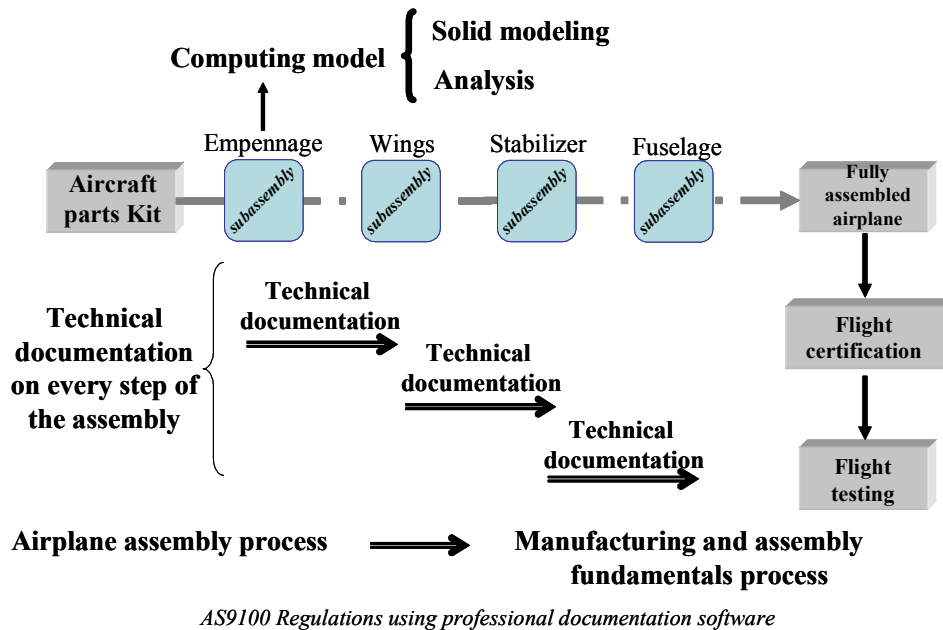 Solid modeling
Computing model
Analysis
Empennage
Wings
Stabilizer
Fuselage
Aircraft
parts Kit
subassembly
subassembly
subassembly
subassembly
Fully
assembled
airplane
Technical
documentation
on every step of
the assembly
Technical
documentation
Technical
documentation
Technical
documentation
Flight
certification
Flight
testing
Airplane assembly process
Manufacturing and assembly
fundamentals process
AS9100 Regulations using professional documentation software